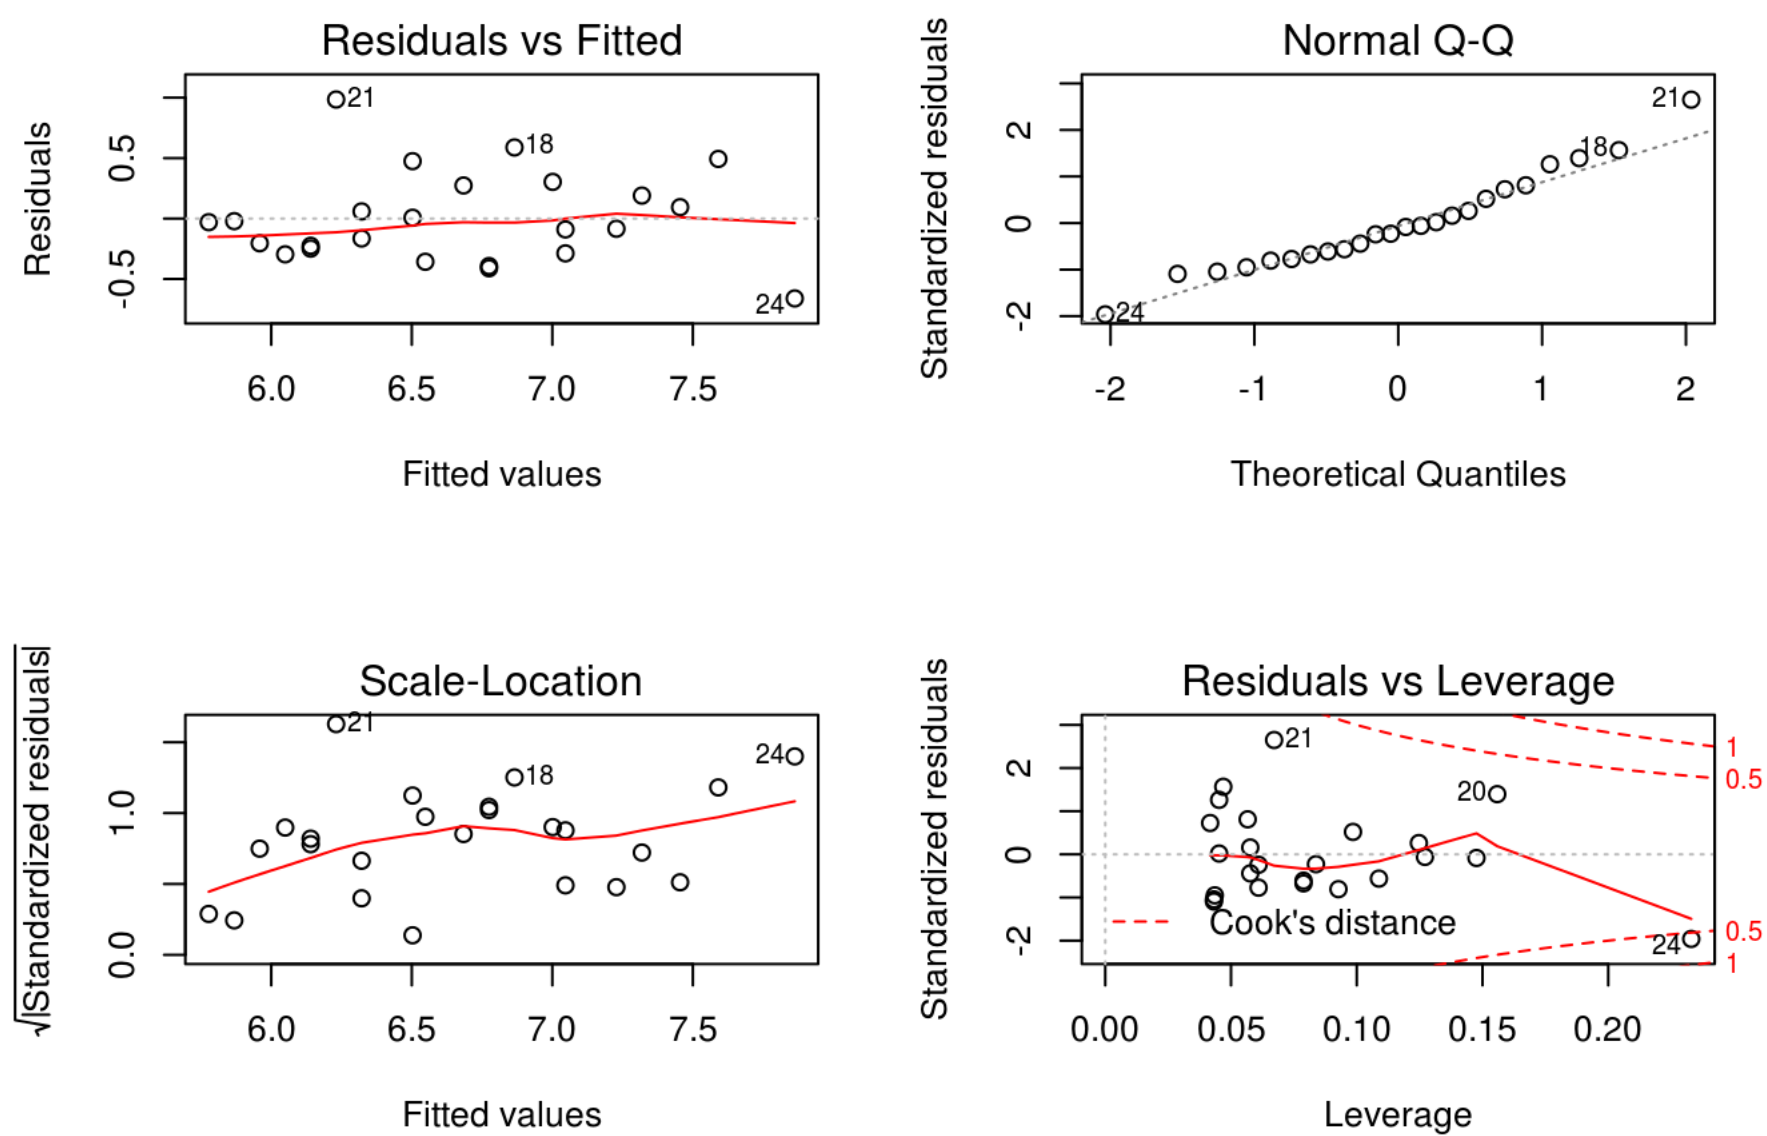 Residuals vs Fitted
Residuals
0.5
-0.5
21
18
24
6.0 6.5 7.0 7.5
Fitted values
Normal Q-Q
Standardized residuals
2
0
-2
21
18
24
-2 -1 0 1 2
Theoretical Quantiles
Scale-Location
√|Standardized residuals|
1.0
0.0
21
18
24
6.0 6.5 7.0 7.5
Fitted values
Residuals vs Leverage
Standardized residuals
2
0
-2
21
20
24
1
0.5
0.5
1
Cook's distance
0.00 0.05 0.10 0.15 0.20
Leverage